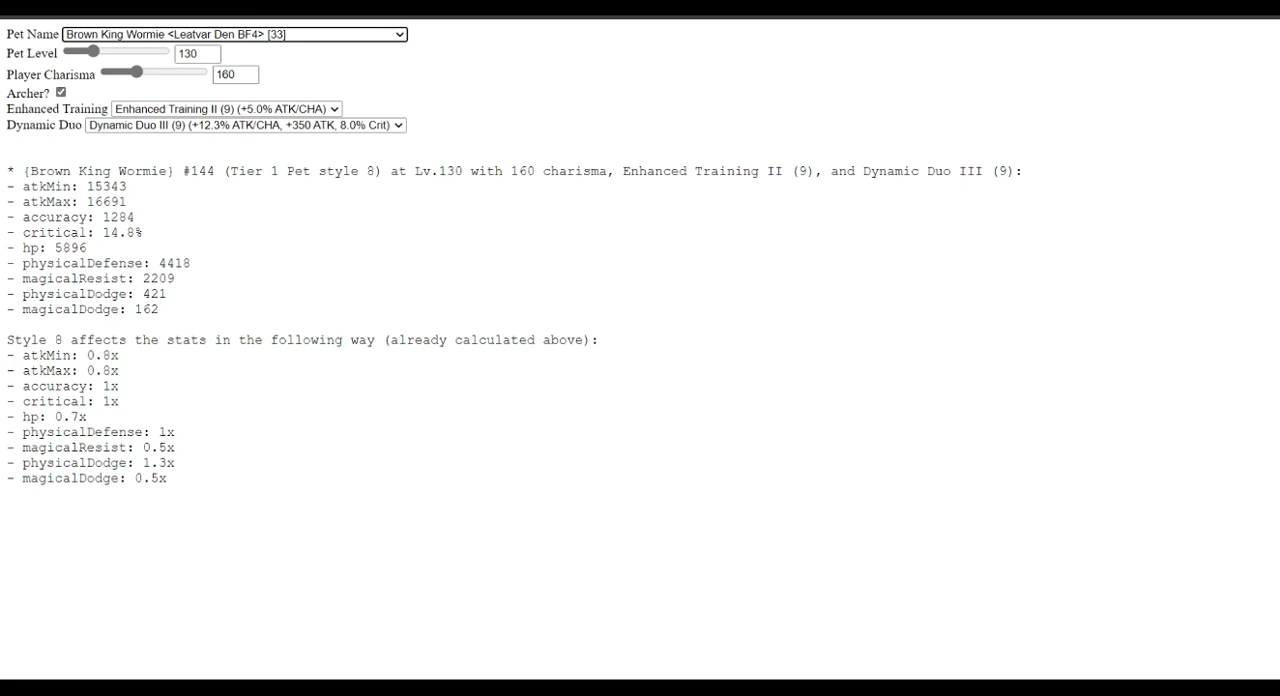 Pet Name Brown King Wormie <Leatvar Den BF4> [33]
Pet Level 130
Player Charisma 160
Archer?
Enhanced Training Enhanced Training II (9) (+5.0% ATK/CHA)
Dynamic Duo Dynamic Duo III (9) (+12.3% ATK/CHA, +350 ATK, 8.0% Crit)
* {Brown King Wormie} #144 (Tier 1 Pet style 8) at Lv.130 with 160 charisma, Enhanced Training II (9), and Dynamic Duo III (9):
- atkMin: 15343
- atkMax: 16691
- accuracy: 1284
- critical: 14.8%
- hp: 5896
- physicalDefense: 4418
- magicalResist: 2209
- physicalDodge: 421
- magicalDodge: 162
Style 8 affects the stats in the following way (already calculated above):
- atkMin: 0.8x
- atkMax: 0.8x
- accuracy: 1x
- critical: 1x
- hp: 0.7x
- physicalDefense: 1x
- magicalResist: 0.5x
- physicalDodge: 1.3x
- magicalDodge: 0.5x